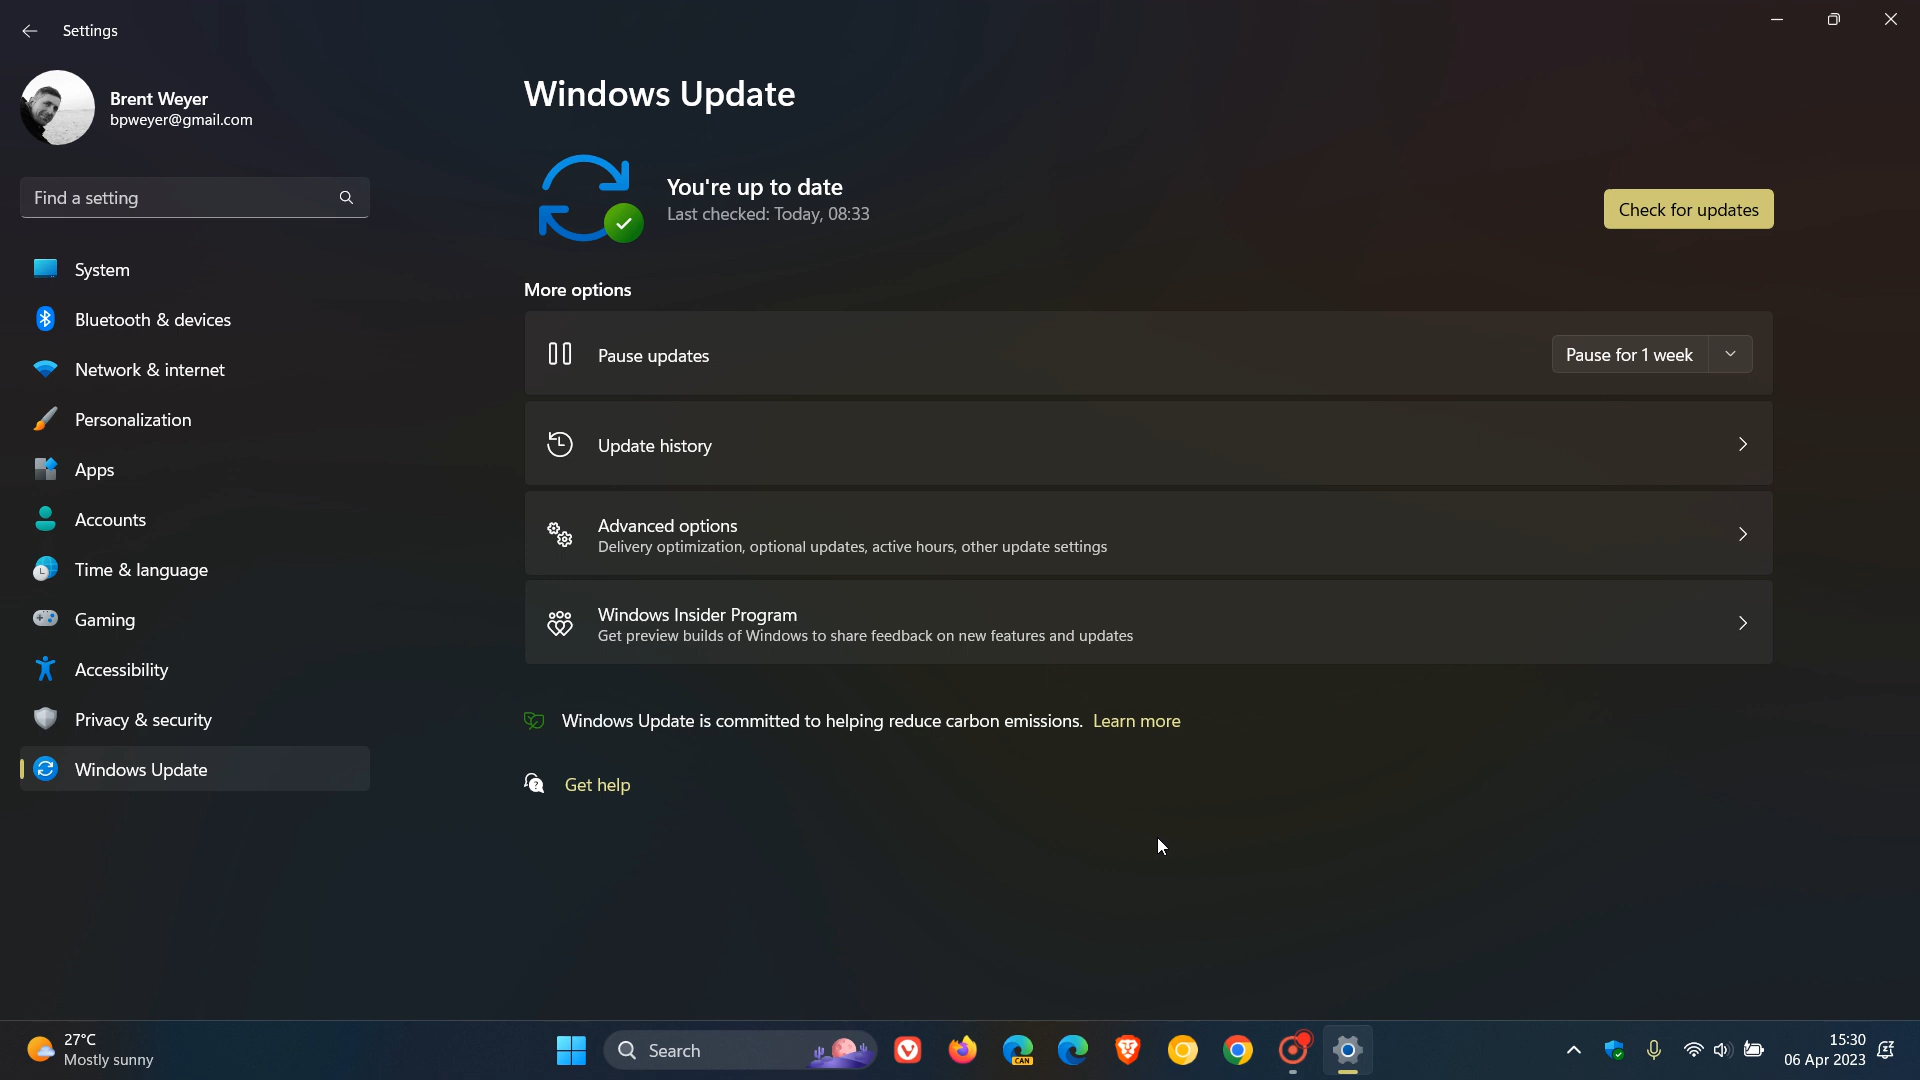 Settings
Brent Weyer
bpweyer@gmail.com
Find a setting
System
Bluetooth & devices
Network & internet
Personalization
Apps
Accounts
Time & language
Gaming
Accessibility
Privacy & security
Windows Update
Windows Update
You're up to date
Last checked: Today, 08:33
Check for updates
More options
Pause updates
Pause for 1 week
Update history
Advanced options
Delivery optimization, optional updates, active hours, other update settings
Windows Insider Program
Get preview builds of Windows to share feedback on new features and updates
Windows Update is committed to helping reduce carbon emissions. Learn more
Get help
27°C
Mostly sunny
Search
CAN
15:30
06 Apr 2023